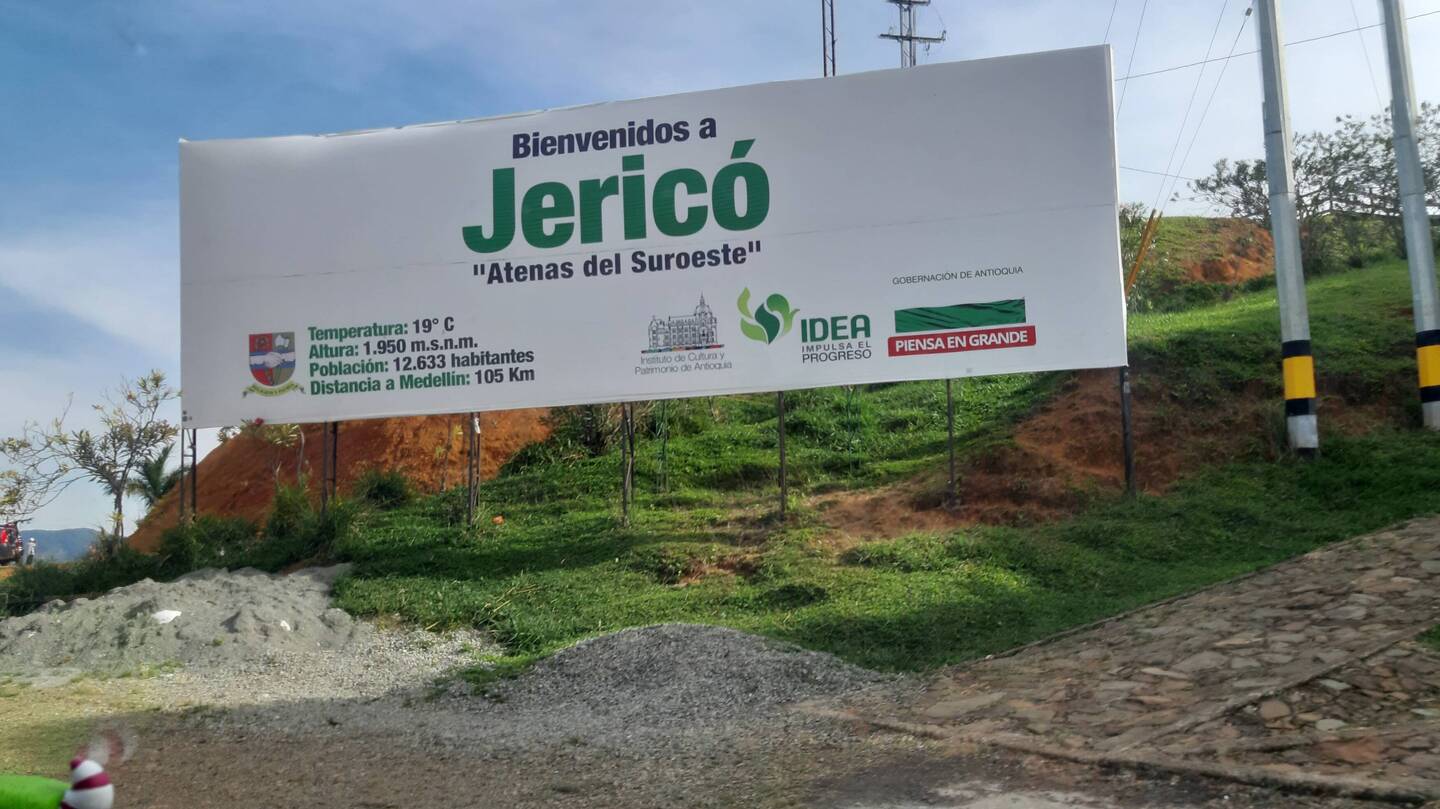 Bienvenidos a
Jericó
"Atenas del Suroeste"
Temperatura: 19° C
Altura: 1.950 m.s.n.m.
Población: 12.633 habitantes
Distancia a Medellín: 105 Km
Instituto de Cultura y
Patrimonio de Antioquia
IDEA
IMPULSA EL
PROGRESO
GOBERNACIÓN DE ANTIOQUIA
PIENSA EN GRANDE